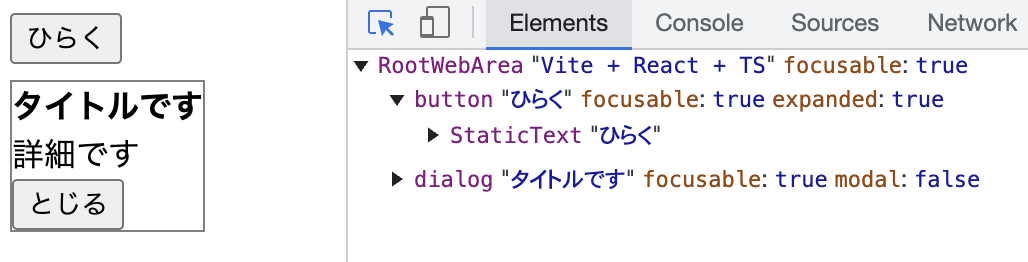 ひらく
タイトルです
詳細です
とじる
Elements Console Sources Network
RootWebArea "Vite + React + TS" focusable: true
button "ひらく" focusable: true expanded: true
StaticText "ひらく"
dialog "タイトルです" focusable: true modal: false